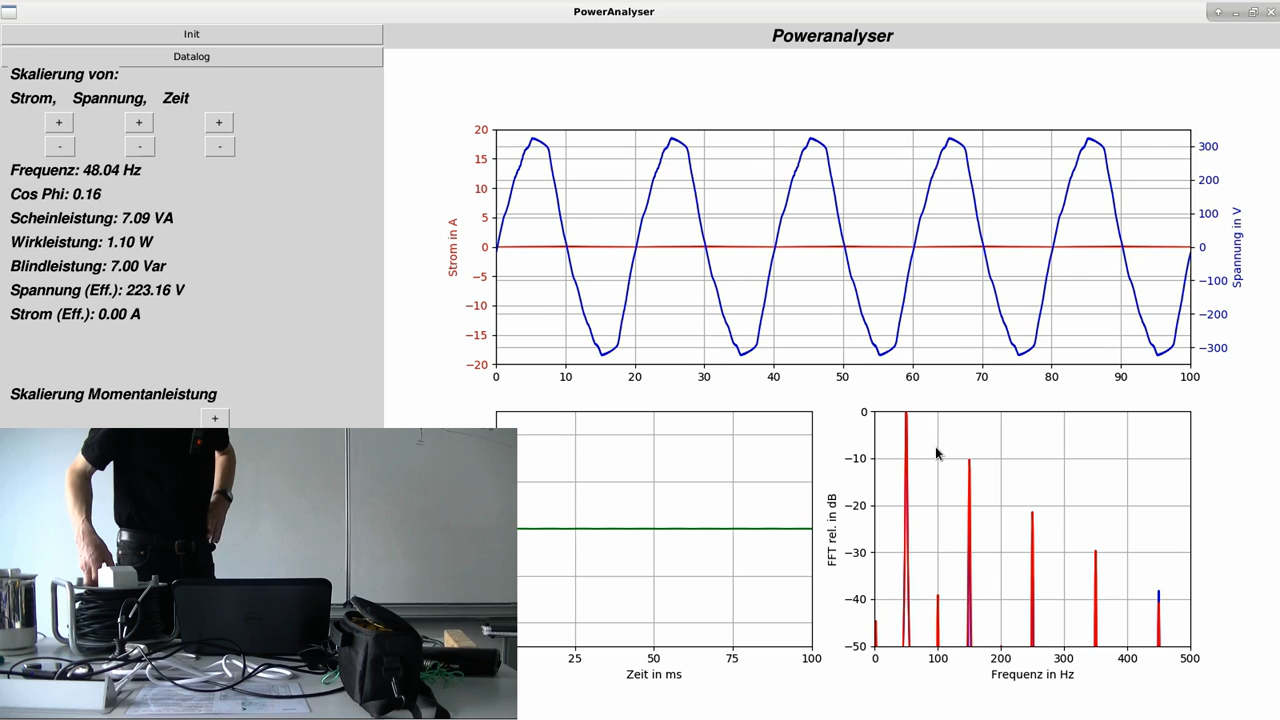 PowerAnalyser
Init
Poweranalyser
Datalog
Skalierung von:
Strom, Spannung, Zeit
+ + +
- - -
Frequenz: 48.04 Hz
Cos Phi: 0.16
Scheinleistung: 7.09 VA
Wirkleistung: 1.10 W
Blindleistung: 7.00 Var
Spannung (Eff.): 223.16 V
Strom (Eff.): 0.00 A
Skalierung Momentanleistung
+
Strom in A
20
15
10
5
0
−5
−10
−15
−20
300
200
100
0
−100
−200
−300
Spannung in V
0 10 20 30 40 50 60 70 80 90 100
25 50 75 100
Zeit in ms
FFT rel. in dB
0
−10
−20
−30
−40
−50
0 100 200 300 400 500
Frequenz in Hz